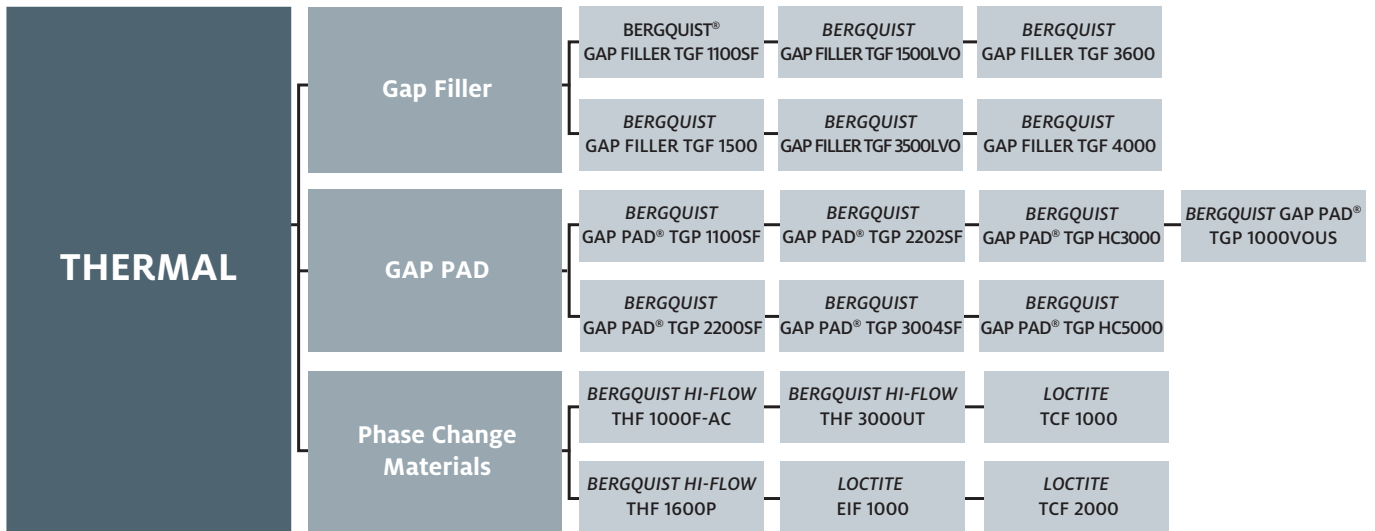 THERMAL
Gap Filler
BERGQUIST®
GAP FILLER TGF 1100SF
BERGQUIST
GAP FILLER TGF 1500LVO
BERGQUIST
GAP FILLER TGF 3600
BERGQUIST
GAP FILLER TGF 1500
BERGQUIST
GAP FILLER TGF 3500LVO
BERGQUIST
GAP FILLER TGF 4000
GAP PAD
BERGQUIST
GAP PAD® TGP 1100SF
BERGQUIST
GAP PAD® TGP 2202SF
BERGQUIST
GAP PAD® TGP HC3000
BERGQUIST GAP PAD®
TGP 1000VOUS
BERGQUIST
GAP PAD® TGP 2200SF
BERGQUIST
GAP PAD® TGP 3004SF
BERGQUIST
GAP PAD® TGP HC5000
Phase Change
Materials
BERGQUIST HI-FLOW
THF 1000F-AC
BERGQUIST HI-FLOW
THF 3000UT
LOCTITE
TCF 1000
BERGQUIST HI-FLOW
THF 1600P
LOCTITE
EIF 1000
LOCTITE
TCF 2000